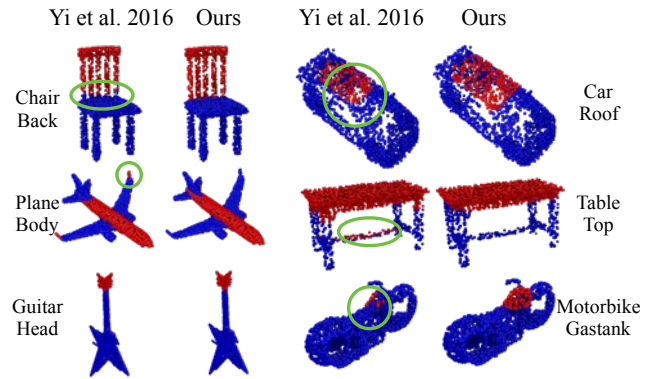 Yi et al. 2016 Ours Yi et al. 2016 Ours
Chair
Back
Car
Roof
Plane
Body
Table
Top
Guitar
Head
Motorbike
Gastank